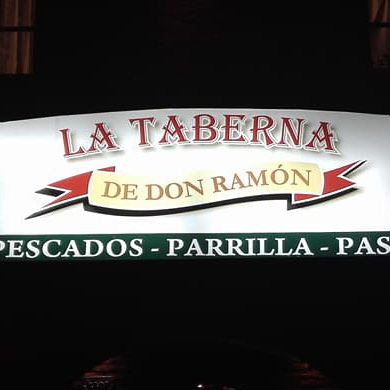 LA TABERNA
DE DON RAMÓN
PESCADOS - PARRILLA - PAS